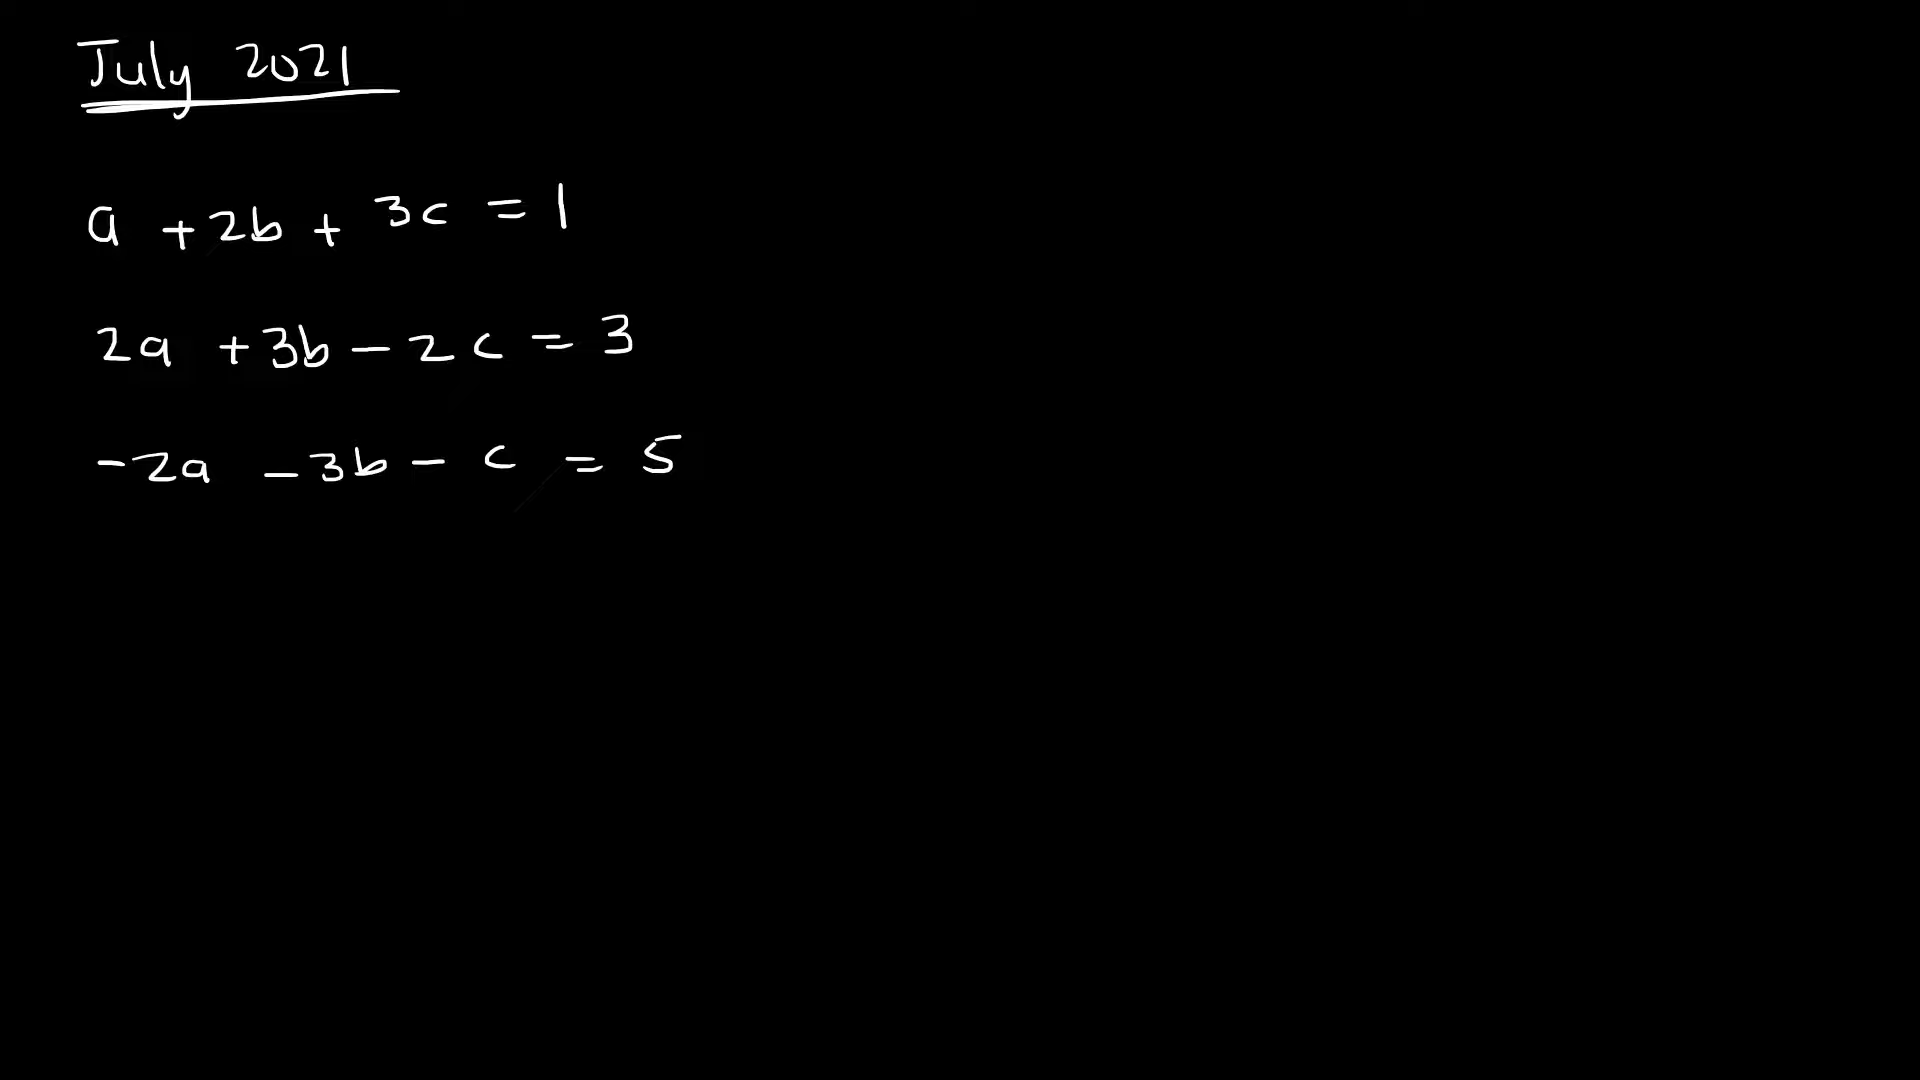 July 2021
a + 2b + 3c = 1
2a + 3b - 2c = 3
-2a - 3b - c = 5